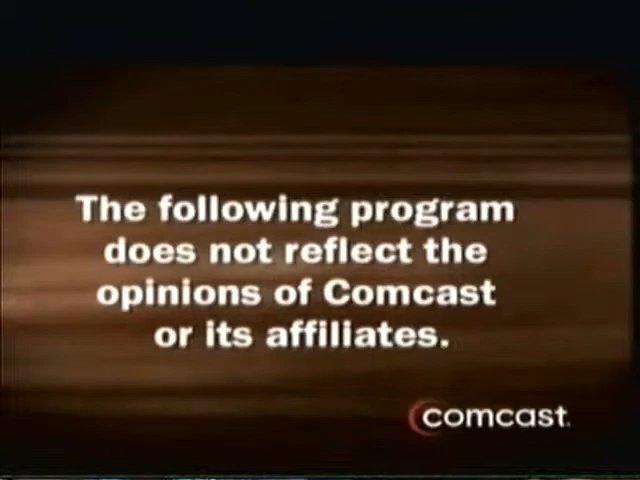 The following program
does not reflect the
opinions of Comcast
or its affiliates.
comcast.